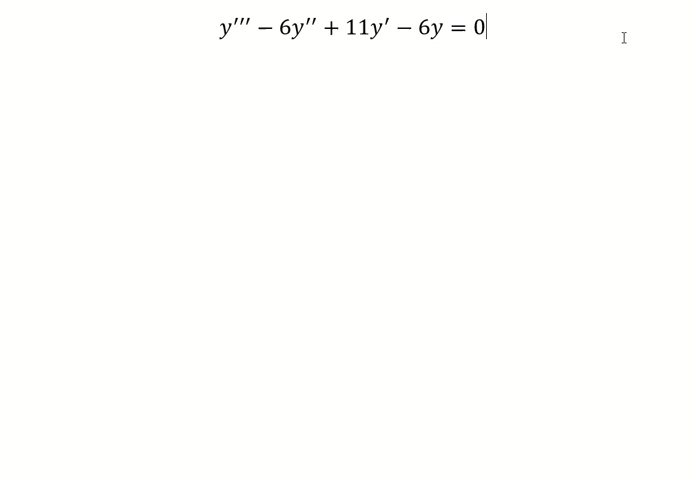 y′′′ − 6y′′ + 11y′ − 6y = 0